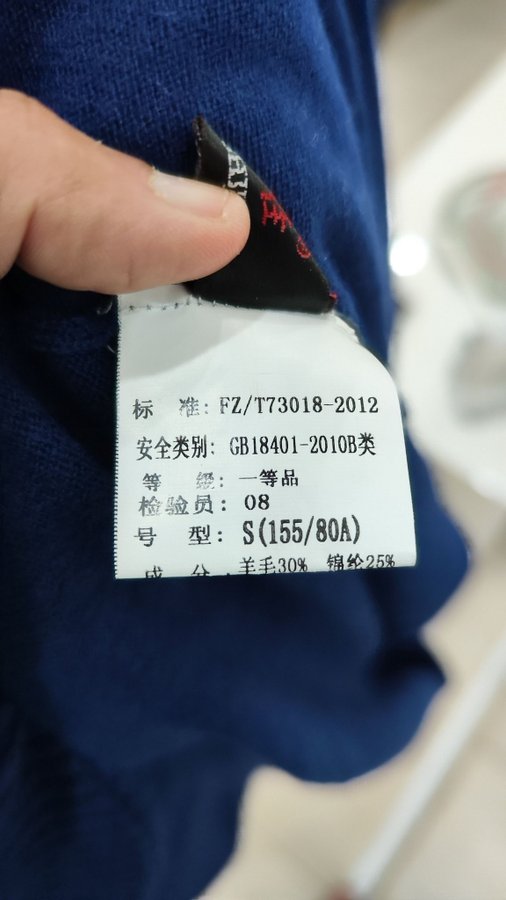 标 准: FZ/T73018-2012
安全类别: GB18401-2010B类
等 级: 一等品
检验员: 08
号 型: S(155/80A)
成 分: 羊毛30% 锦纶25%